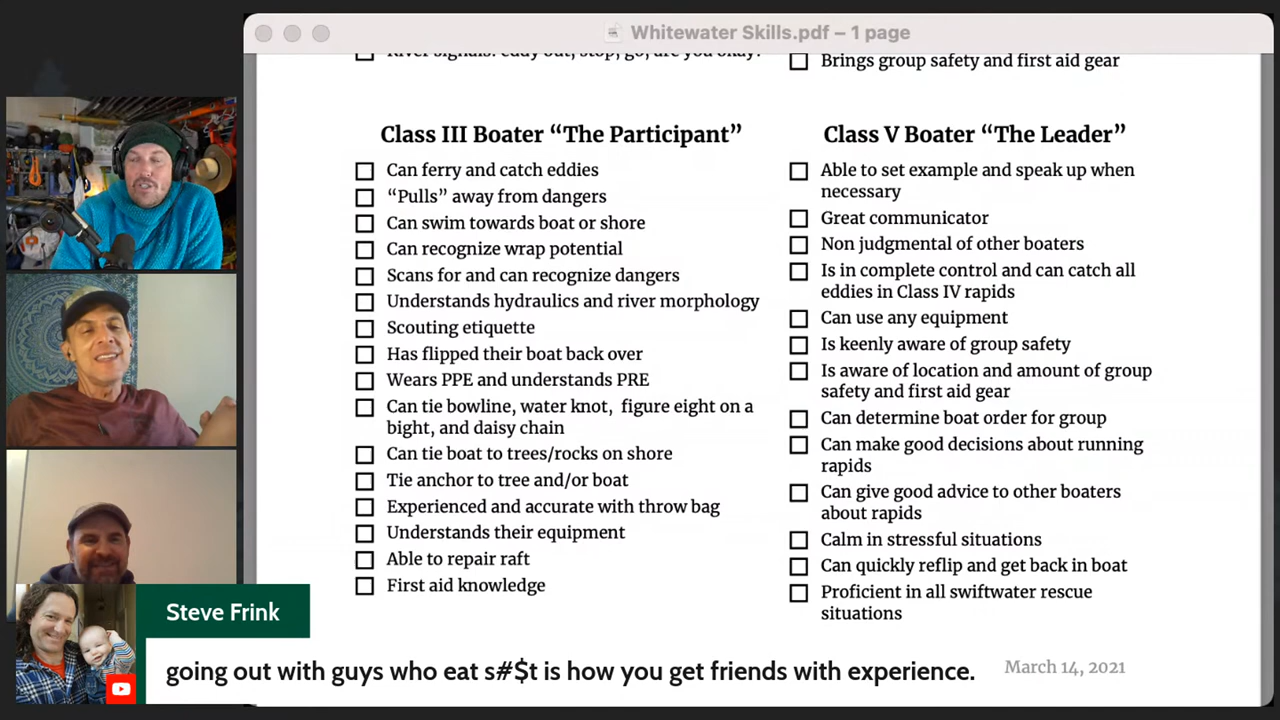 Whitewater Skills.pdf – 1 page
River signals: eddy out, stop, go, are you okay?
Class III Boater “The Participant”
Can ferry and catch eddies
“Pulls” away from dangers
Can swim towards boat or shore
Can recognize wrap potential
Scans for and can recognize dangers
Understands hydraulics and river morphology
Scouting etiquette
Has flipped their boat back over
Wears PPE and understands PRE
Can tie bowline, water knot, figure eight on a
bight, and daisy chain
Can tie boat to trees/rocks on shore
Tie anchor to tree and/or boat
Experienced and accurate with throw bag
Understands their equipment
Able to repair raft
First aid knowledge
Brings group safety and first aid gear
Class V Boater “The Leader”
Able to set example and speak up when
necessary
Great communicator
Non judgmental of other boaters
Is in complete control and can catch all
eddies in Class IV rapids
Can use any equipment
Is keenly aware of group safety
Is aware of location and amount of group
safety and first aid gear
Can determine boat order for group
Can make good decisions about running
rapids
Can give good advice to other boaters
about rapids
Calm in stressful situations
Can quickly reflip and get back in boat
Proficient in all swiftwater rescue
situations
March 14, 2021
Steve Frink
going out with guys who eat s#$t is how you get friends with experience.